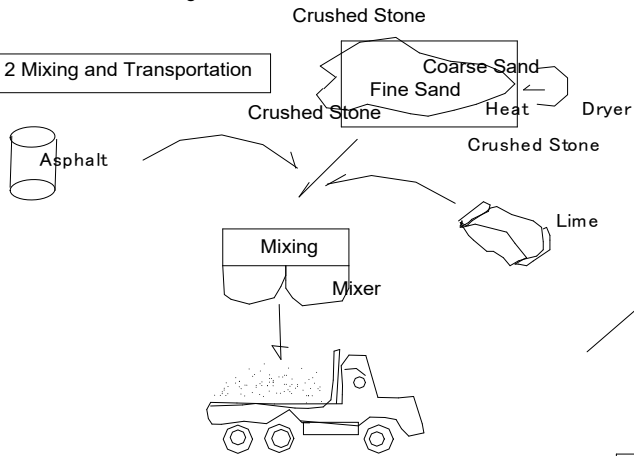 Crushed Stone
2 Mixing and Transportation
Coarse Sand
Fine Sand
Crushed Stone
Heat
Dryer
Crushed Stone
Asphalt
Lime
Mixing
Mixer